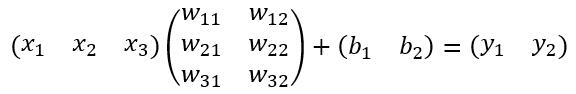 (x₁ x₂ x₃) (w₁₁ w₁₂
w₂₁ w₂₂
w₃₁ w₃₂) + (b₁ b₂) = (y₁ y₂)